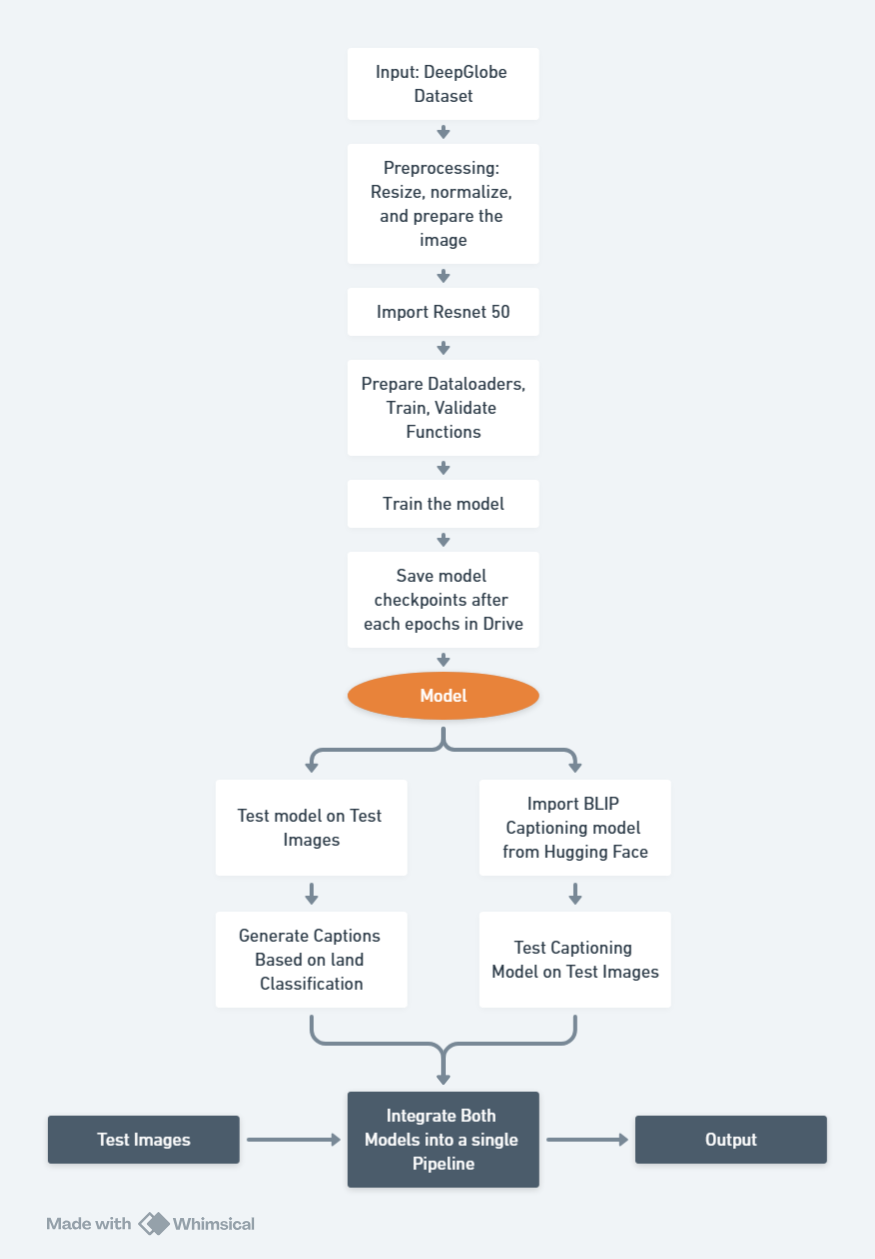 Input: DeepGlobe
Dataset
Preprocessing:
Resize, normalize,
and prepare the
image
Import Resnet 50
Prepare Dataloaders,
Train, Validate
Functions
Train the model
Save model
checkpoints after
each epochs in Drive
Model
Test model on Test
Images
Import BLIP
Captioning model
from Hugging Face
Generate Captions
Based on land
Classification
Test Captioning
Model on Test Images
Test Images
Integrate Both
Models into a single
Pipeline
Output
Made with Whimsical